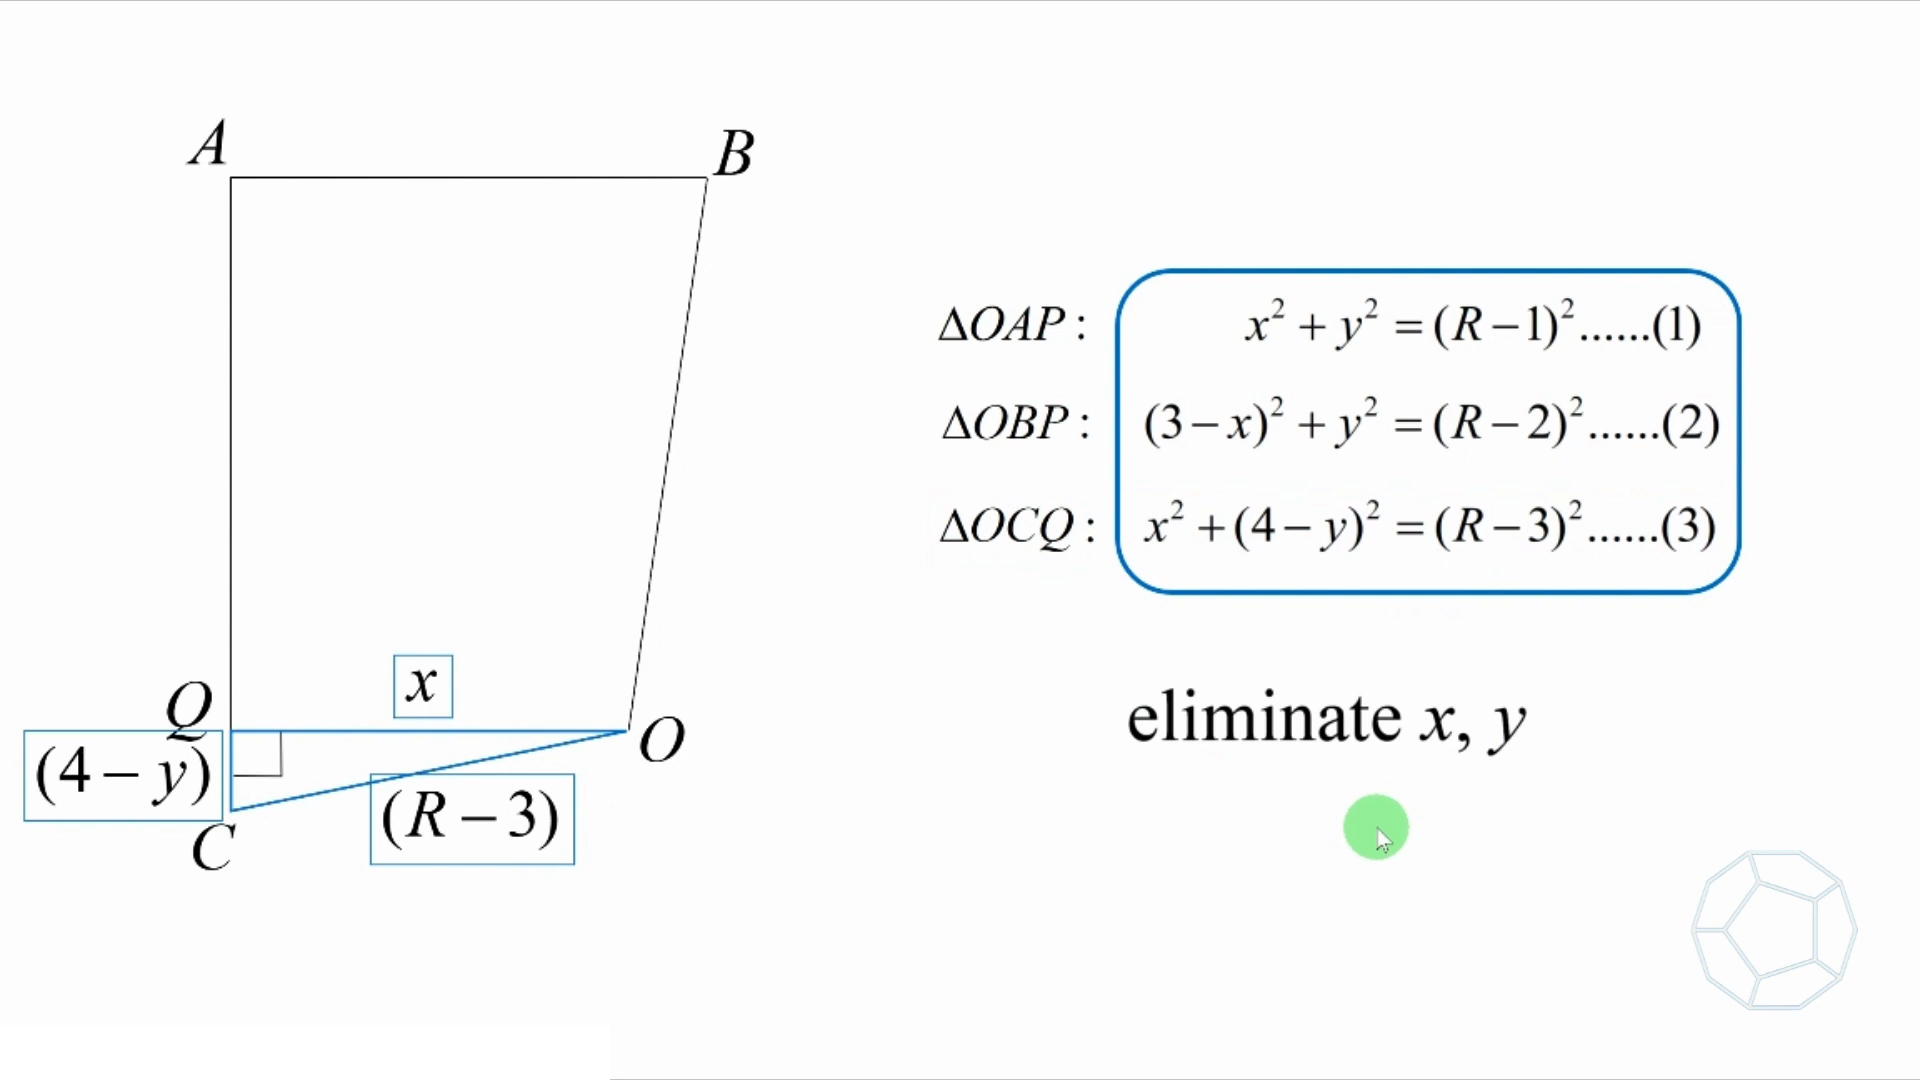 A
B
ΔOAP : x² + y² = (R − 1)²......(1)
ΔOBP : (3 − x)² + y² = (R − 2)²......(2)
ΔOCQ : x² + (4 − y)² = (R − 3)²......(3)
x
Q
O
(4 − y)
(R − 3)
C
eliminate x, y